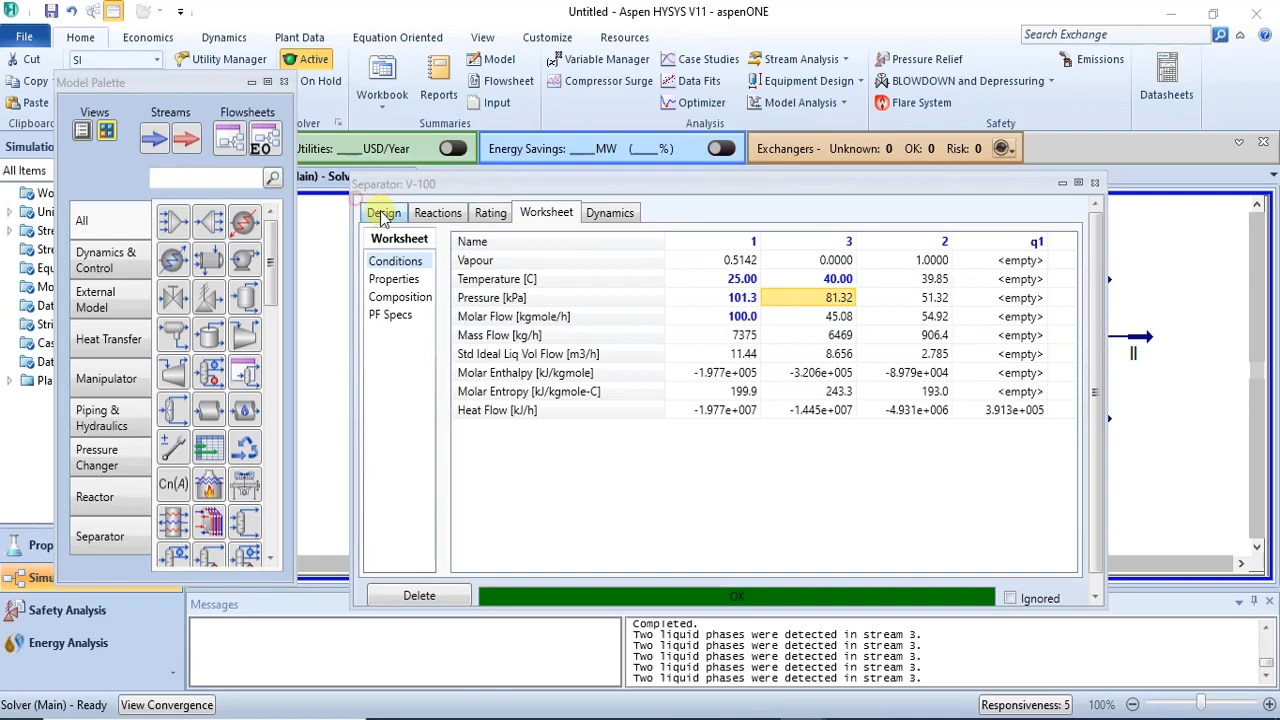 Untitled - Aspen HYSYS V11 - aspenONE
File Home Economics Dynamics Plant Data Equation Oriented View Customize Resources Search Exchange
Cut SI Utility Manager Active Workbook Reports Model Flowsheet Input Variable Manager Case Studies Stream Analysis Pressure Relief Emissions Datasheets
Copy On Hold Compressor Surge Data Fits Equipment Design BLOWDOWN and Depressuring
Paste Optimizer Model Analysis Flare System
Clipboard Summaries Analysis Safety
Model Palette
Views Streams Flowsheets
EO
Utilities: ____USD/Year Energy Savings: ____MW (____%) Exchangers - Unknown: 0 OK: 0 Risk: 0
All Items
All
Dynamics & Control
External Model
Heat Transfer
Manipulator
Piping & Hydraulics
Pressure Changer
Reactor
Separator
Cn(A)
Separator: V-100
Design Reactions Rating Worksheet Dynamics
Worksheet
Conditions
Properties
Composition
PF Specs
Name 1 3 2 q1
Vapour 0.5142 0.0000 1.0000 <empty>
Temperature [C] 25.00 40.00 39.85 <empty>
Pressure [kPa] 101.3 81.32 51.32 <empty>
Molar Flow [kgmole/h] 100.0 45.08 54.92 <empty>
Mass Flow [kg/h] 7375 6469 906.4 <empty>
Std Ideal Liq Vol Flow [m3/h] 11.44 8.656 2.785 <empty>
Molar Enthalpy [kJ/kgmole] -1.977e+005 -3.206e+005 -8.979e+004 <empty>
Molar Entropy [kJ/kgmole-C] 199.9 243.3 193.0 <empty>
Heat Flow [kJ/h] -1.977e+007 -1.445e+007 -4.931e+006 3.913e+005
Delete OK Ignored
Safety Analysis
Energy Analysis
Messages
Completed.
Two liquid phases were detected in stream 3.
Two liquid phases were detected in stream 3.
Two liquid phases were detected in stream 3.
Two liquid phases were detected in stream 3.
Solver (Main) - Ready View Convergence Responsiveness: 5 100%